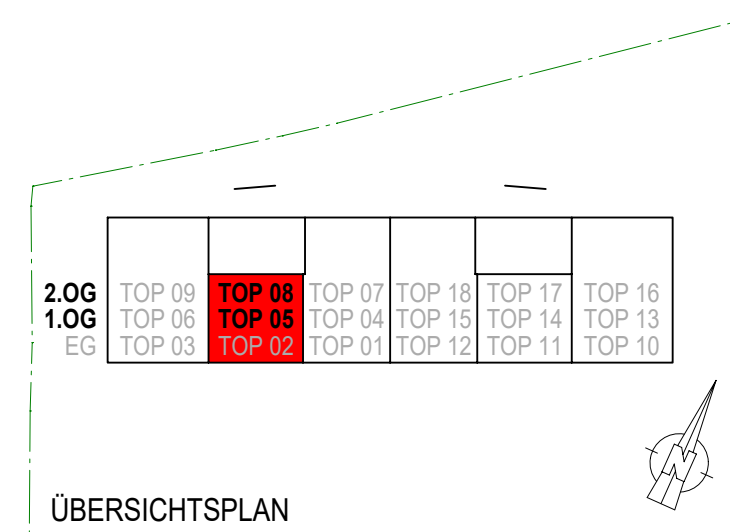 2.OG TOP 09 TOP 08 TOP 07 TOP 18 TOP 17 TOP 16
1.OG TOP 06 TOP 05 TOP 04 TOP 15 TOP 14 TOP 13
EG TOP 03 TOP 02 TOP 01 TOP 12 TOP 11 TOP 10
N
ÜBERSICHTSPLAN